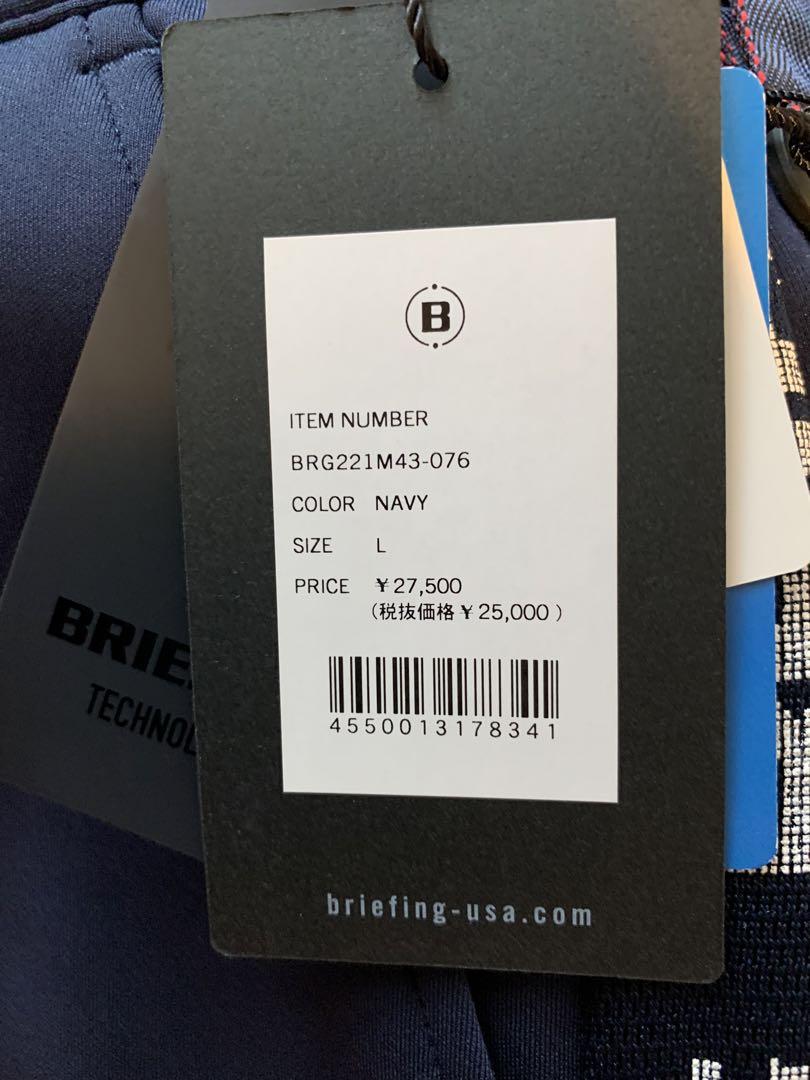 B
ITEM NUMBER
BRG221M43-076
COLOR NAVY
SIZE L
PRICE ¥27,500
(税抜価格¥25,000)
4550013178341
briefing-usa.com